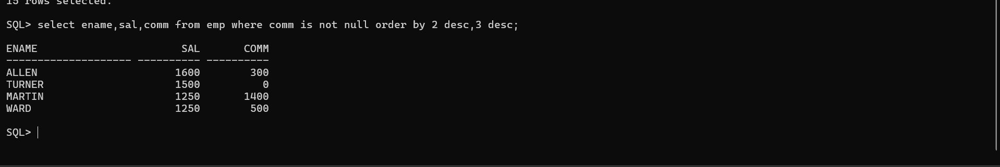 15 rows selected.
SQL> select ename,sal,comm from emp where comm is not null order by 2 desc,3 desc;
ENAME                       SAL       COMM
-------------------- ---------- ----------
ALLEN                      1600        300
TURNER                     1500          0
MARTIN                     1250       1400
WARD                       1250        500
SQL>